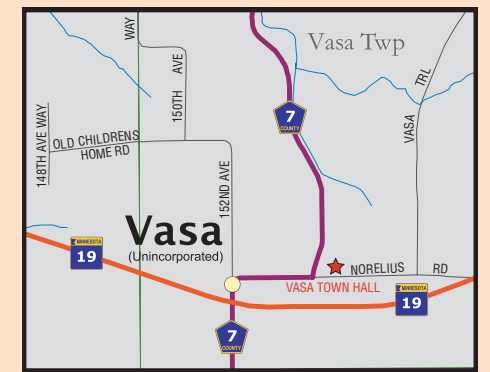 WAY
Vasa Twp
TRL
150TH AVE
7
COUNTY
VASA
148TH AVE WAY
OLD CHILDRENS
HOME RD
152ND AVE
Vasa
(Unincorporated)
MINNESOTA
19
NORELIUS RD
VASA TOWN HALL
MINNESOTA
19
7
COUNTY